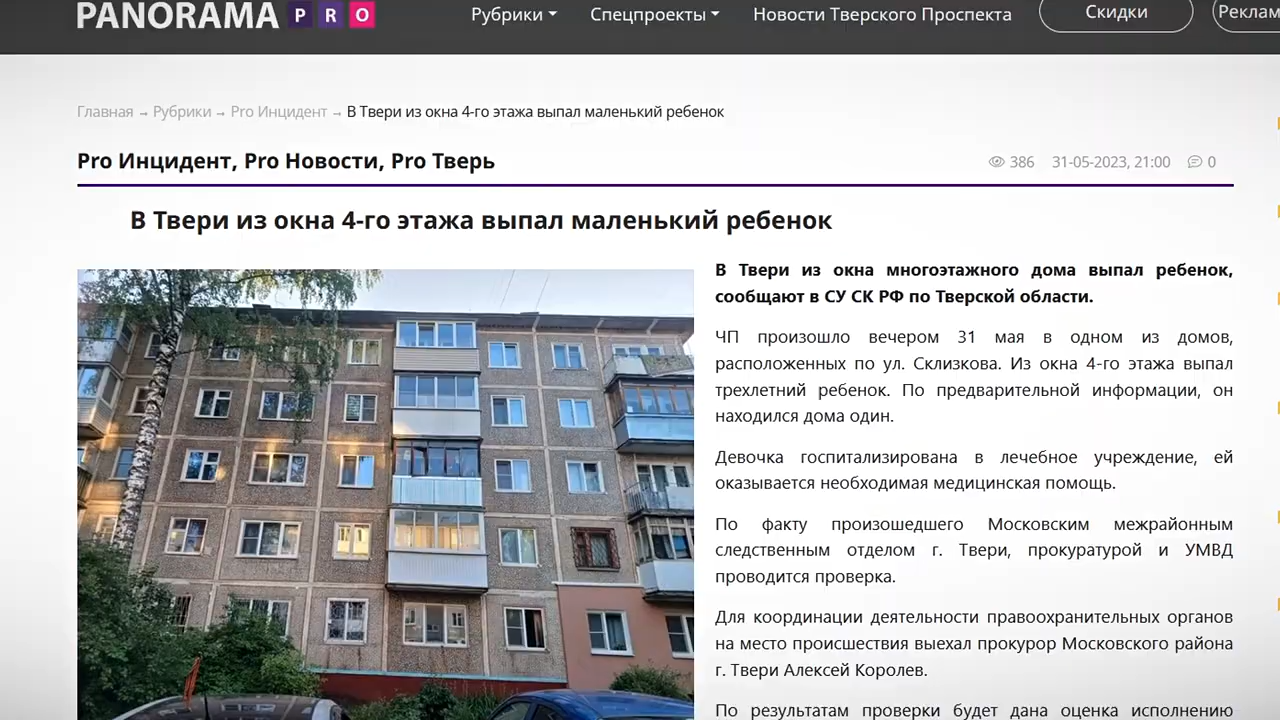 PANORAMA PRO
Рубрики
Спецпроекты
Новости Тверского Проспекта
Скидки
Главная → Рубрики → Pro Инцидент → В Твери из окна 4-го этажа выпал маленький ребенок
Pro Инцидент, Pro Новости, Pro Тверь
386 31-05-2023, 21:00 0
В Твери из окна 4-го этажа выпал маленький ребенок
В Твери из окна многоэтажного дома выпал ребенок,
сообщают в СУ СК РФ по Тверской области.
ЧП произошло вечером 31 мая в одном из домов,
расположенных по ул. Склизкова. Из окна 4-го этажа выпал
трехлетний ребенок. По предварительной информации, он
находился дома один.
Девочка госпитализирована в лечебное учреждение, ей
оказывается необходимая медицинская помощь.
По факту произошедшего Московским межрайонным
следственным отделом г. Твери, прокуратурой и УМВД
проводится проверка.
Для координации деятельности правоохранительных органов
на место происшествия выехал прокурор Московского района
г. Твери Алексей Королев.
По результатам проверки будет дана оценка исполнению